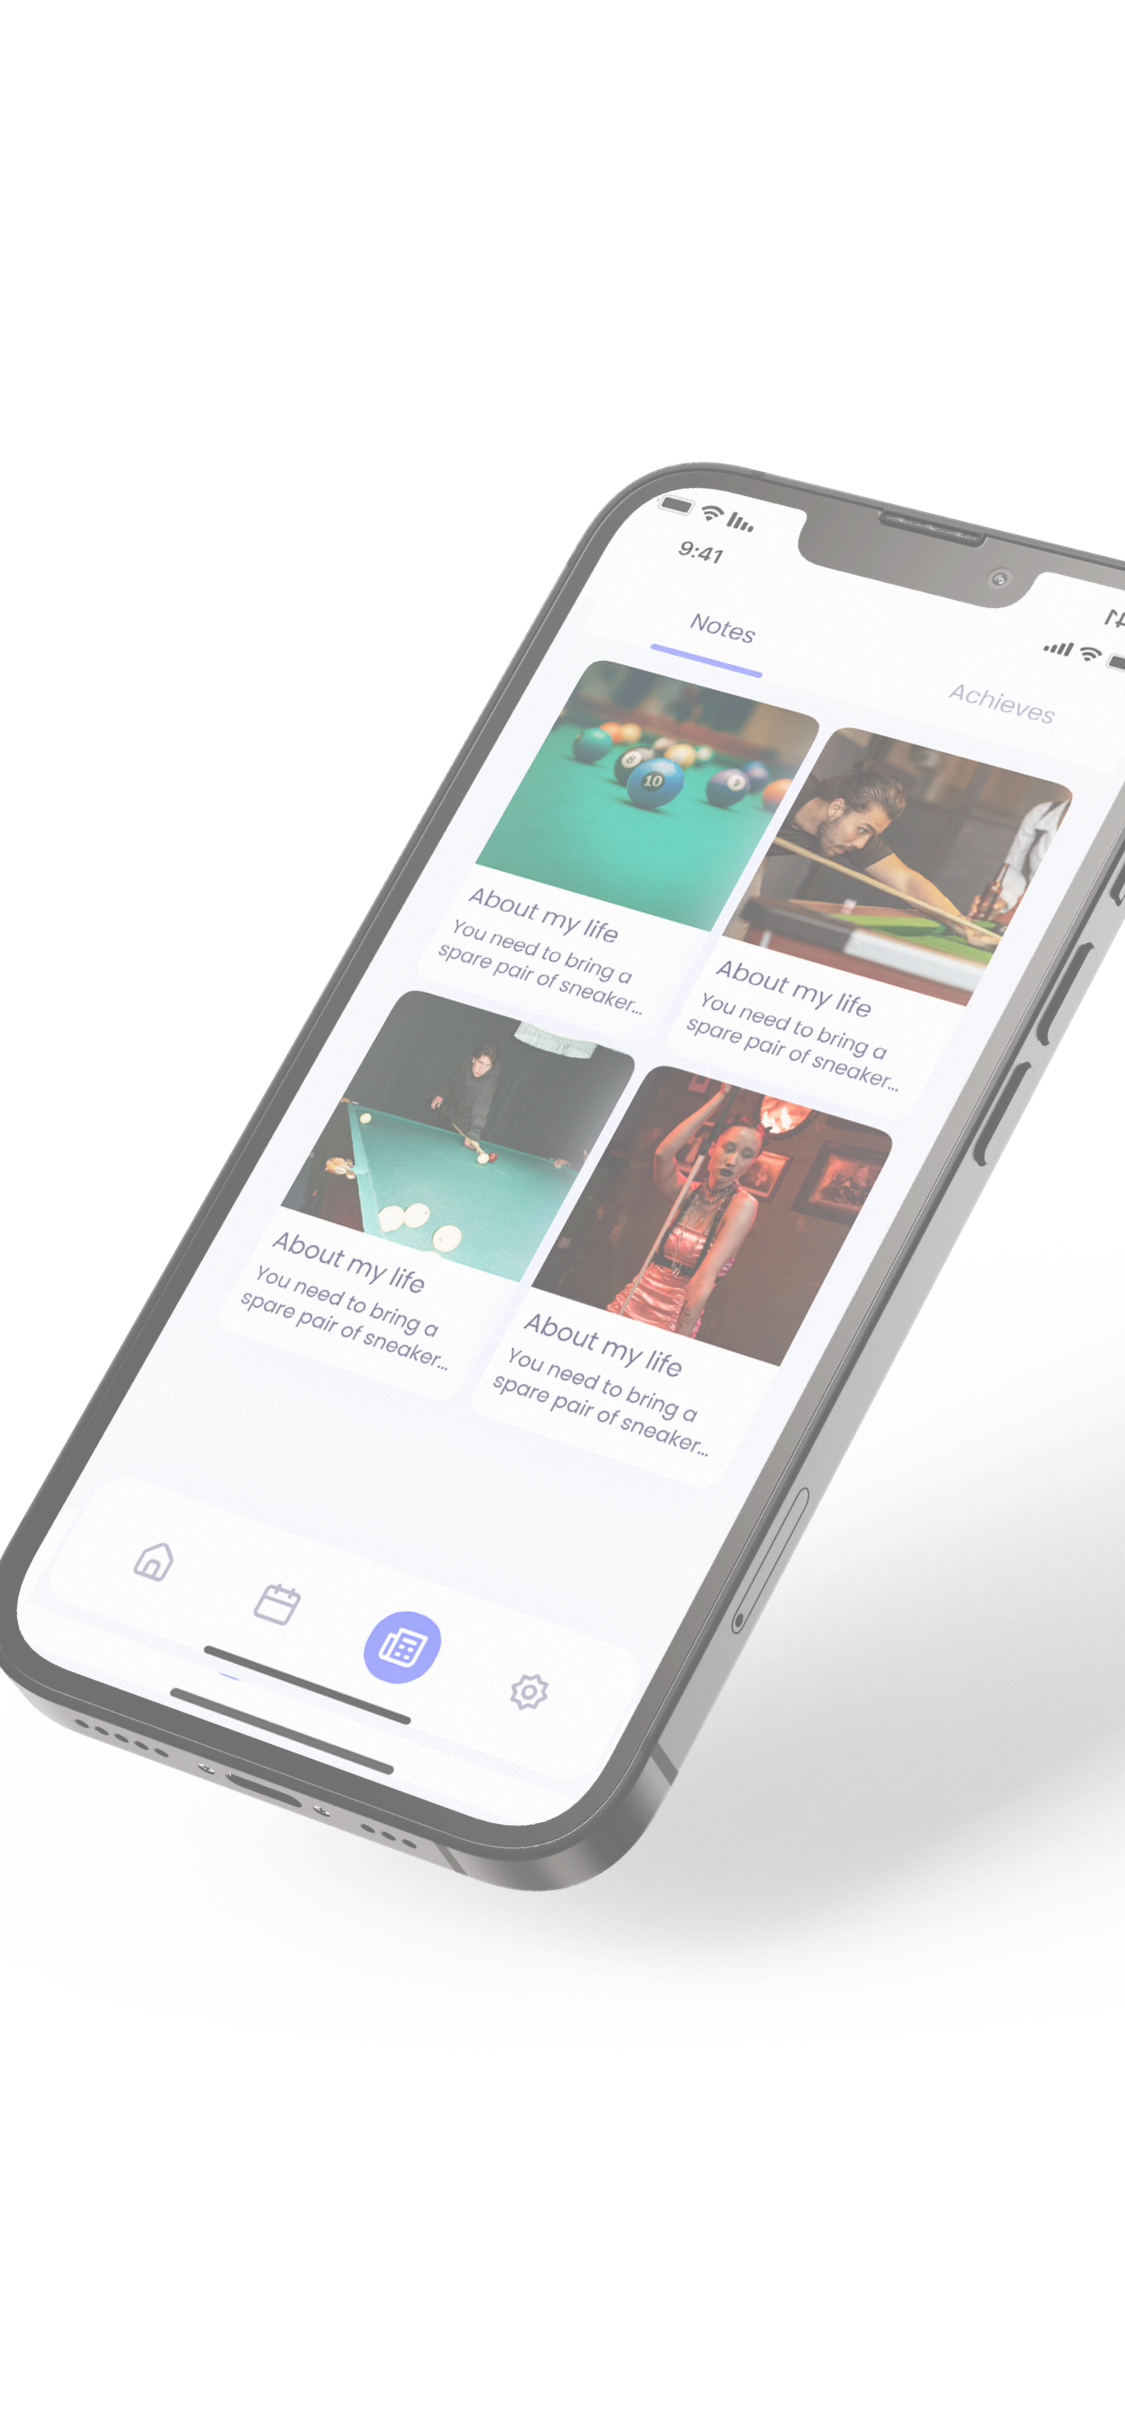 9:41
Notes
Achieves
10
8
About my life
You need to bring a
spare pair of sneaker...
About my life
You need to bring a
spare pair of sneaker...
About my life
You need to bring a
spare pair of sneaker...
About my life
You need to bring a
spare pair of sneaker...